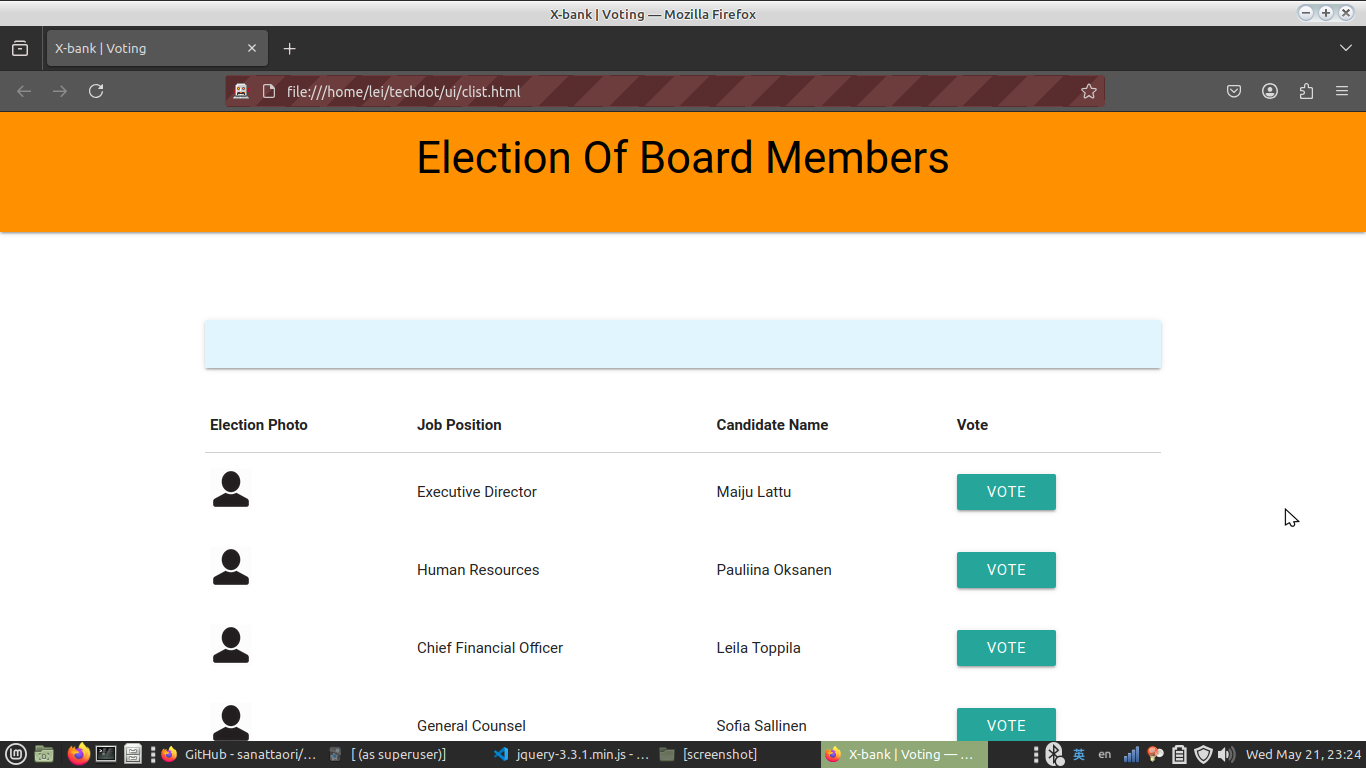 X-bank | Voting — Mozilla Firefox
X-bank | Voting
file:///home/lei/techdot/ui/clist.html
Election Of Board Members
Election Photo Job Position Candidate Name Vote
Executive Director Maiju Lattu VOTE
Human Resources Pauliina Oksanen VOTE
Chief Financial Officer Leila Toppila VOTE
General Counsel Sofia Sallinen VOTE
GitHub - sanattaori/... [ (as superuser)] jquery-3.3.1.min.js - ... [screenshot] X-bank | Voting — ... 英 en Wed May 21, 23:24